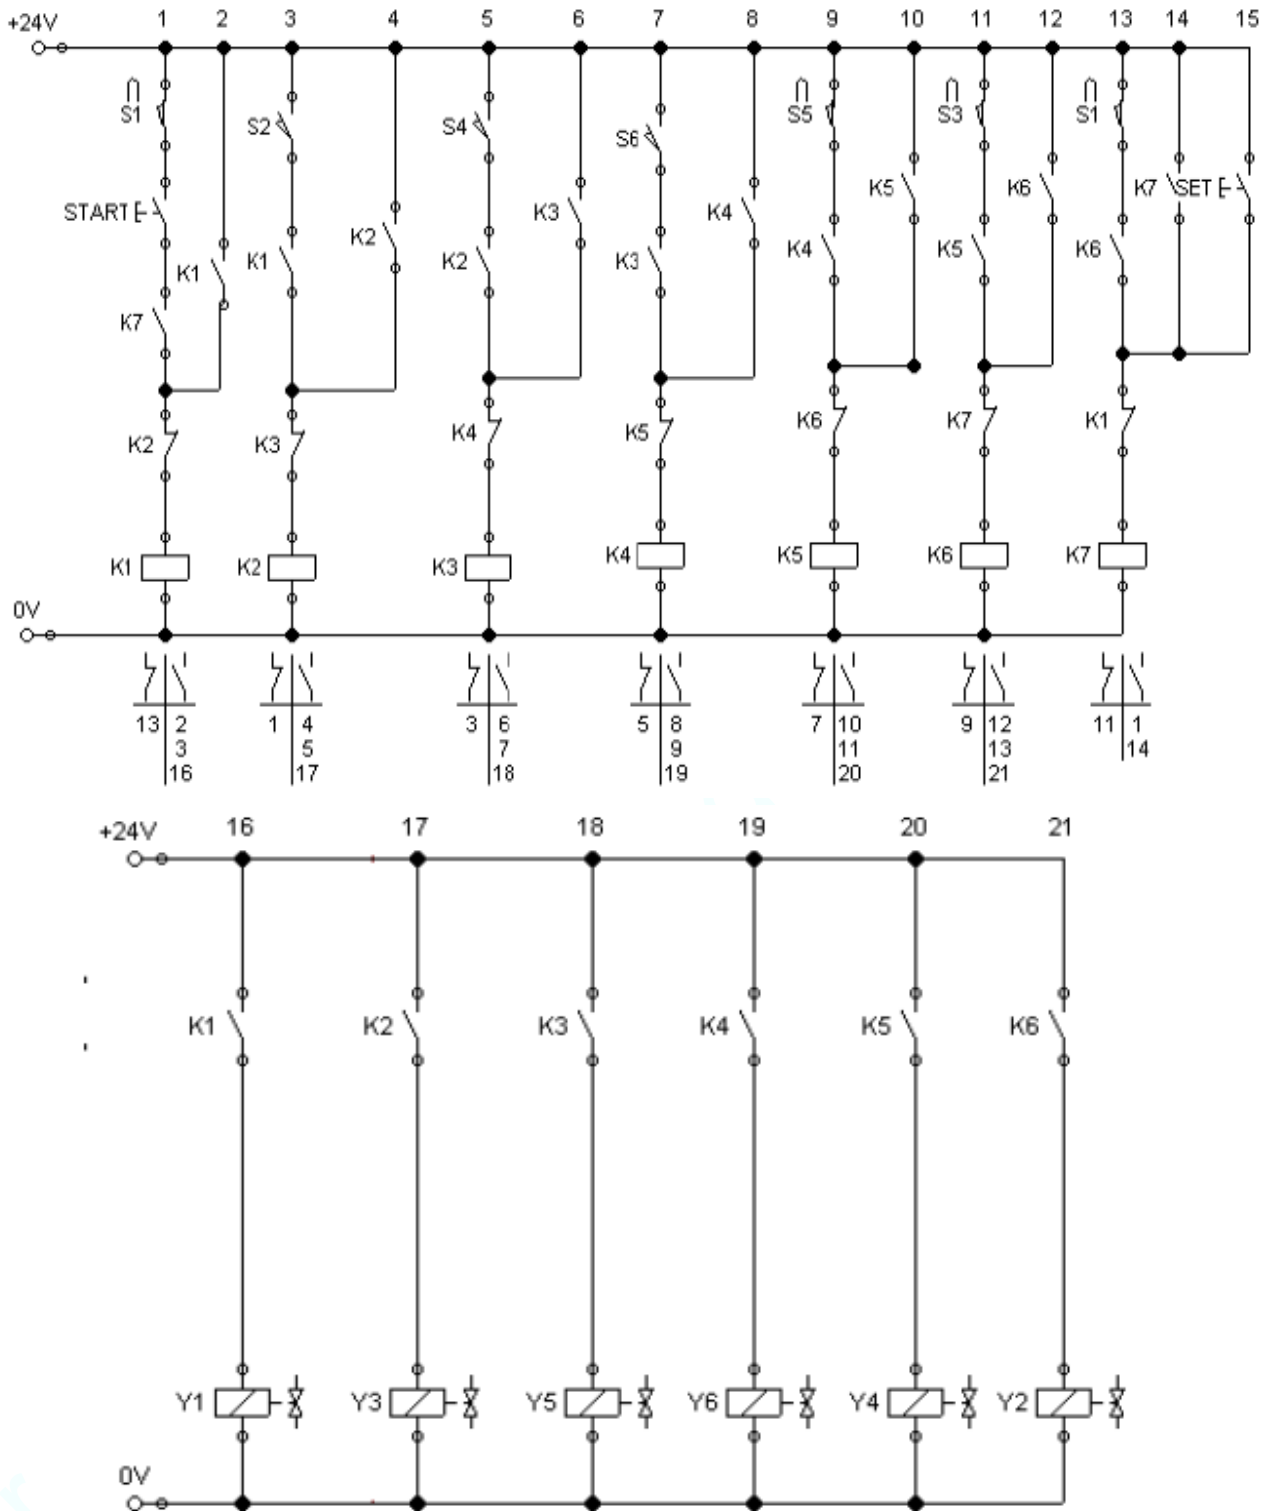 1 2 3 4 5 6 7 8 9 10 11 12 13 14 15
+24V
S1 S2 S4 S6 S5 S3 S1
START K1 K7 K1 K2 K2 K3 K3 K4 K4 K5 K5 K6 K6 K7 SET
K2 K3 K4 K5 K6 K7 K1
K1 K2 K3 K4 K5 K6 K7
0V
13 2 1 4 3 6 5 8 7 10 9 12 11 1
3 5 7 9 11 13 14
16 17 18 19 20 21
+24V 16 17 18 19 20 21
K1 K2 K3 K4 K5 K6
Y1 Y3 Y5 Y6 Y4 Y2
0V